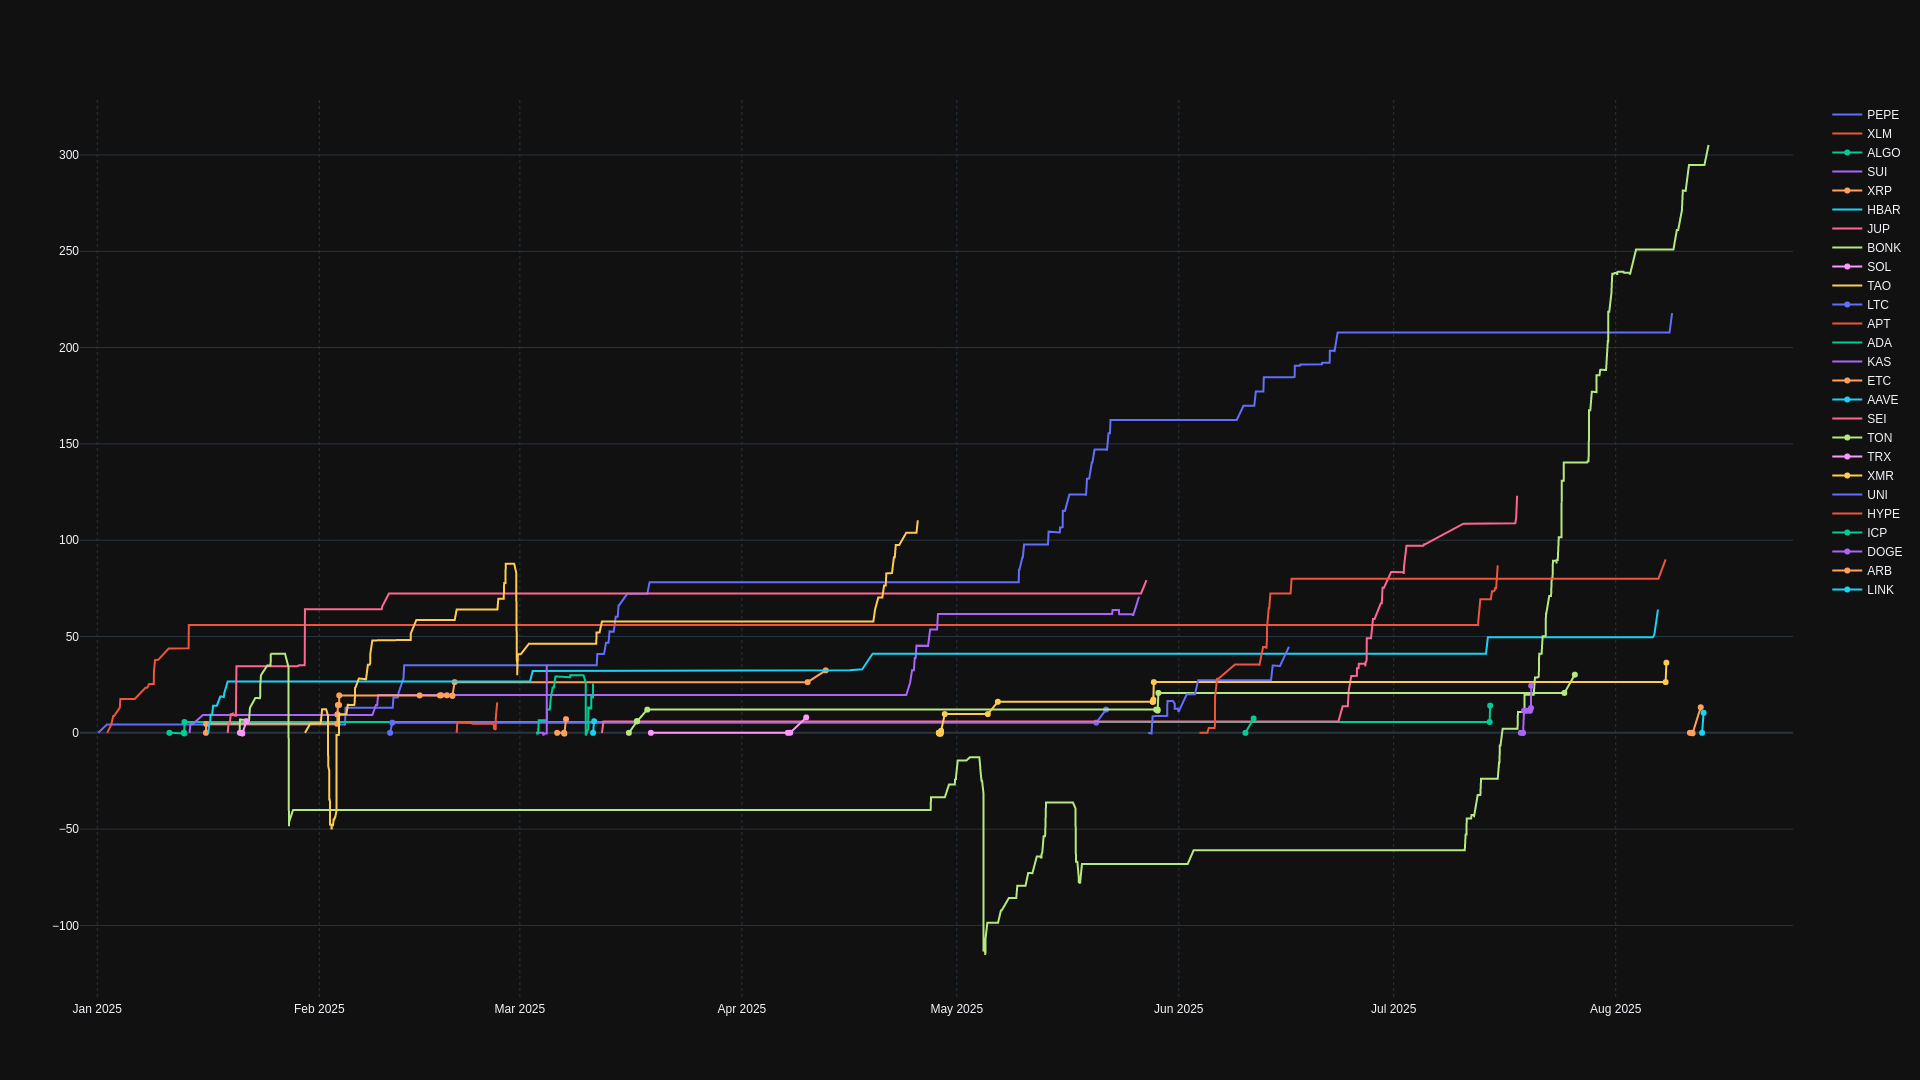 300
250
200
150
100
50
0
−50
−100
Jan 2025
Feb 2025
Mar 2025
Apr 2025
May 2025
Jun 2025
Jul 2025
Aug 2025
PEPE
XLM
ALGO
SUI
XRP
HBAR
JUP
BONK
SOL
TAO
LTC
APT
ADA
KAS
ETC
AAVE
SEI
TON
TRX
XMR
UNI
HYPE
ICP
DOGE
ARB
LINK